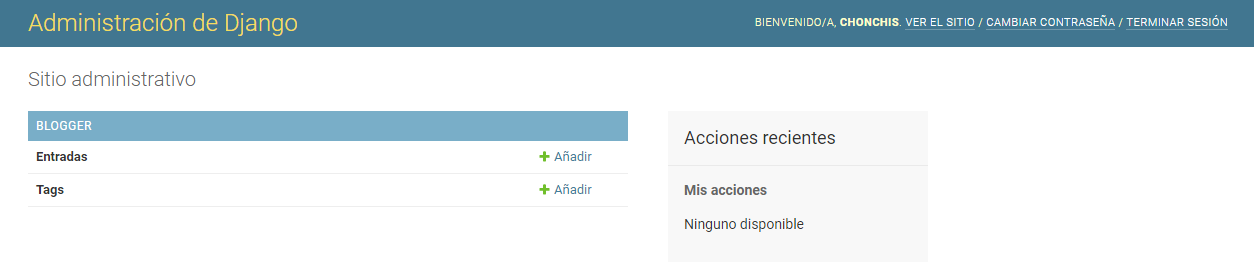 Administración de Django
BIENVENIDO/A, CHONCHIS. VER EL SITIO / CAMBIAR CONTRASEÑA / TERMINAR SESIÓN
Sitio administrativo
BLOGGER
Entradas Añadir
Tags Añadir
Acciones recientes
Mis acciones
Ninguno disponible